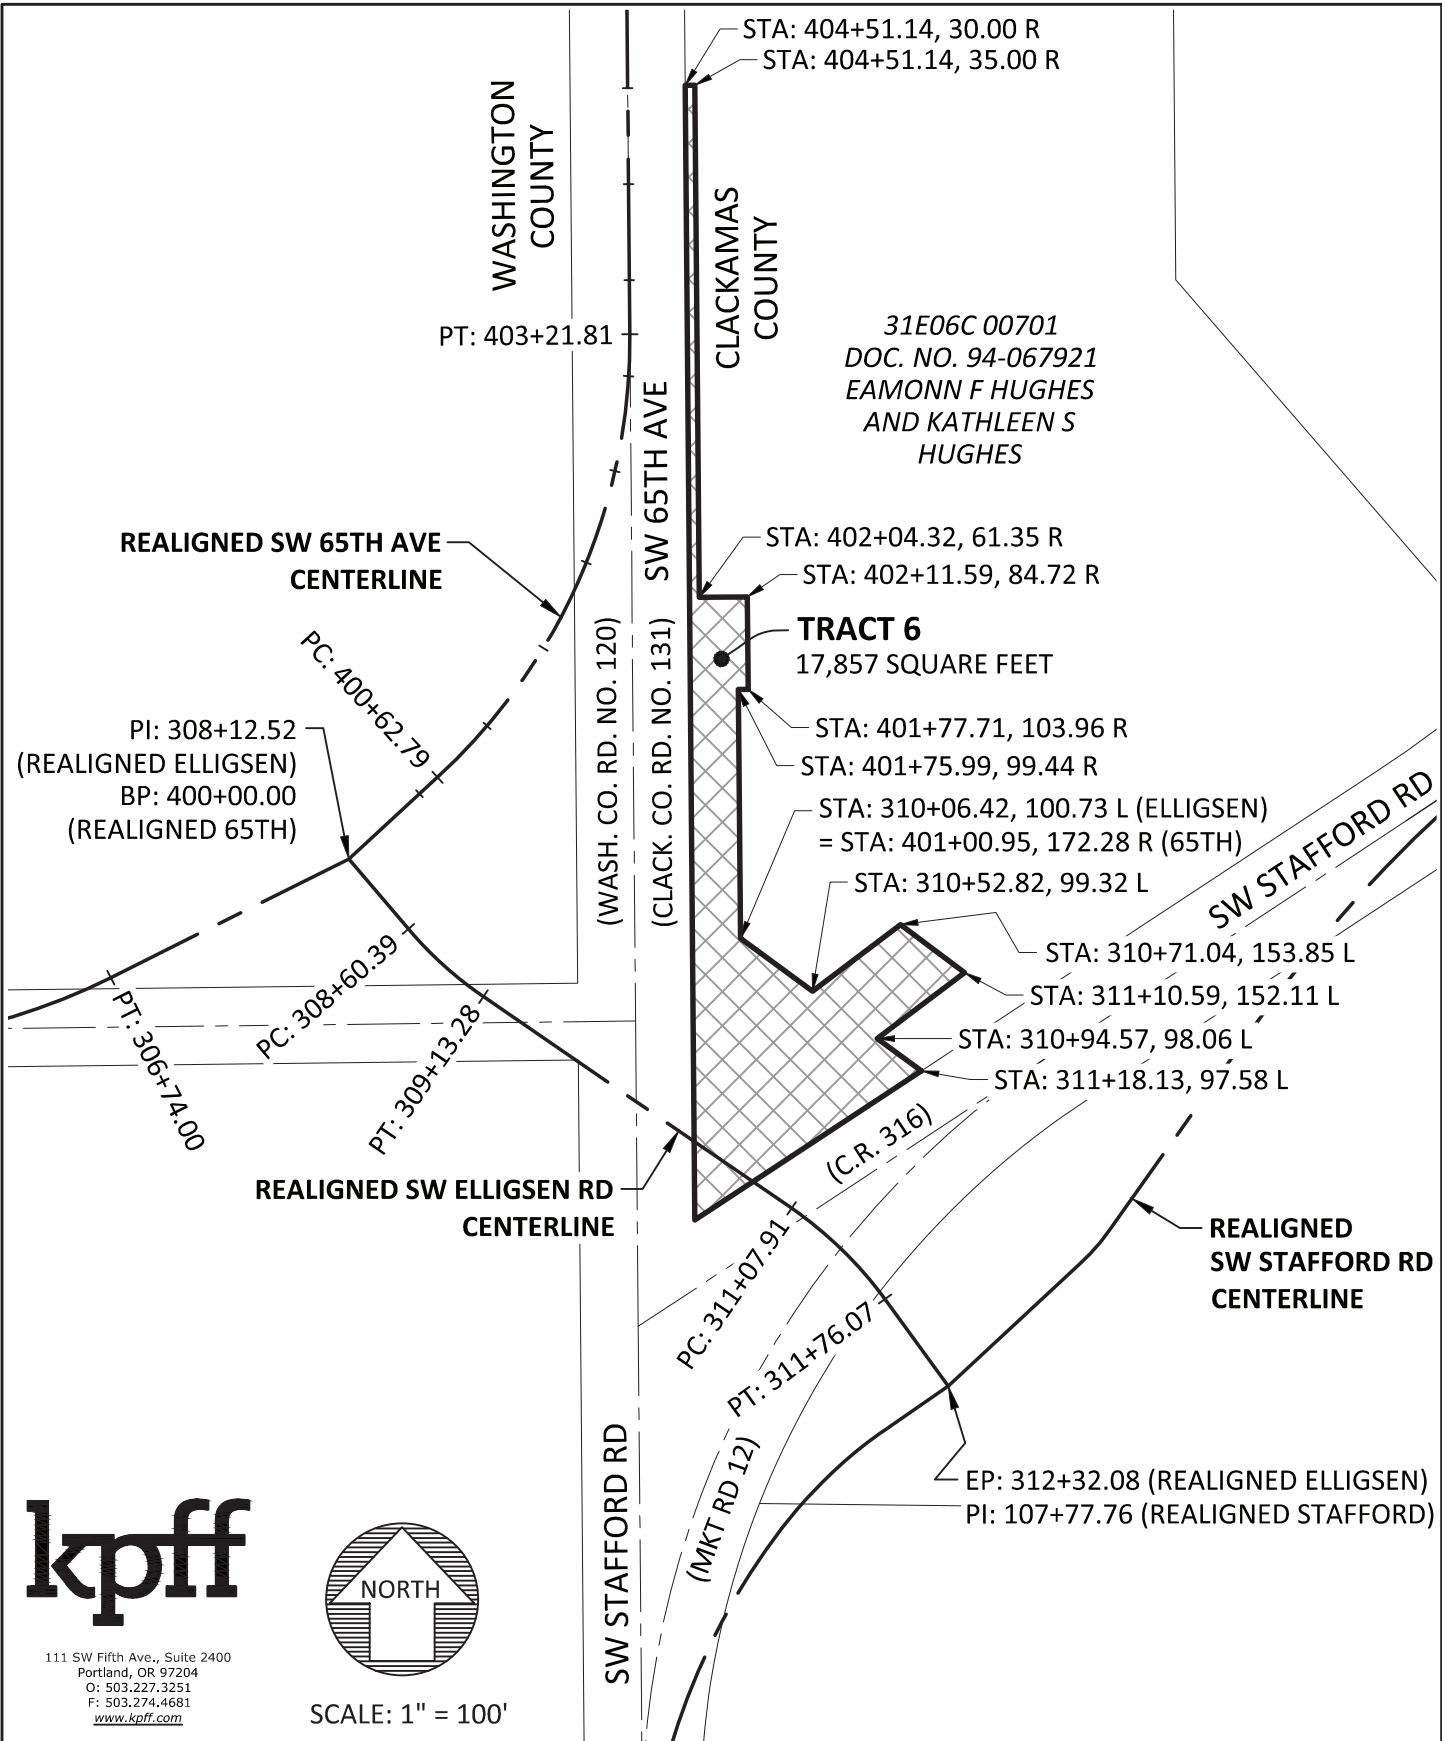 STA: 404+51.14, 30.00 R
STA: 404+51.14, 35.00 R
WASHINGTON
COUNTY
CLACKAMAS
COUNTY
31E06C 00701
DOC. NO. 94-067921
EAMONN F HUGHES
AND KATHLEEN S
HUGHES
PT: 403+21.81
SW 65TH AVE
REALIGNED SW 65TH AVE
CENTERLINE
STA: 402+04.32, 61.35 R
STA: 402+11.59, 84.72 R
TRACT 6
17,857 SQUARE FEET
(WASH. CO. RD. NO. 120)
(CLACK. CO. RD. NO. 131)
PC: 400+62.79
PI: 308+12.52
(REALIGNED ELLIGSEN)
BP: 400+00.00
(REALIGNED 65TH)
STA: 401+77.71, 103.96 R
STA: 401+75.99, 99.44 R
STA: 310+06.42, 100.73 L (ELLIGSEN)
= STA: 401+00.95, 172.28 R (65TH)
STA: 310+52.82, 99.32 L
SW STAFFORD RD
STA: 310+71.04, 153.85 L
STA: 311+10.59, 152.11 L
STA: 310+94.57, 98.06 L
STA: 311+18.13, 97.58 L
PT: 306+74.00
PC: 308+60.39
PT: 309+13.28
(C.R. 316)
REALIGNED SW ELLIGSEN RD
CENTERLINE
REALIGNED
SW STAFFORD RD
CENTERLINE
PC: 311+07.91
PT: 311+76.07
(MKT RD 12)
SW STAFFORD RD
EP: 312+32.08 (REALIGNED ELLIGSEN)
PI: 107+77.76 (REALIGNED STAFFORD)
kpff
111 SW Fifth Ave., Suite 2400
Portland, OR 97204
O: 503.227.3251
F: 503.274.4681
www.kpff.com
NORTH
SCALE: 1" = 100'